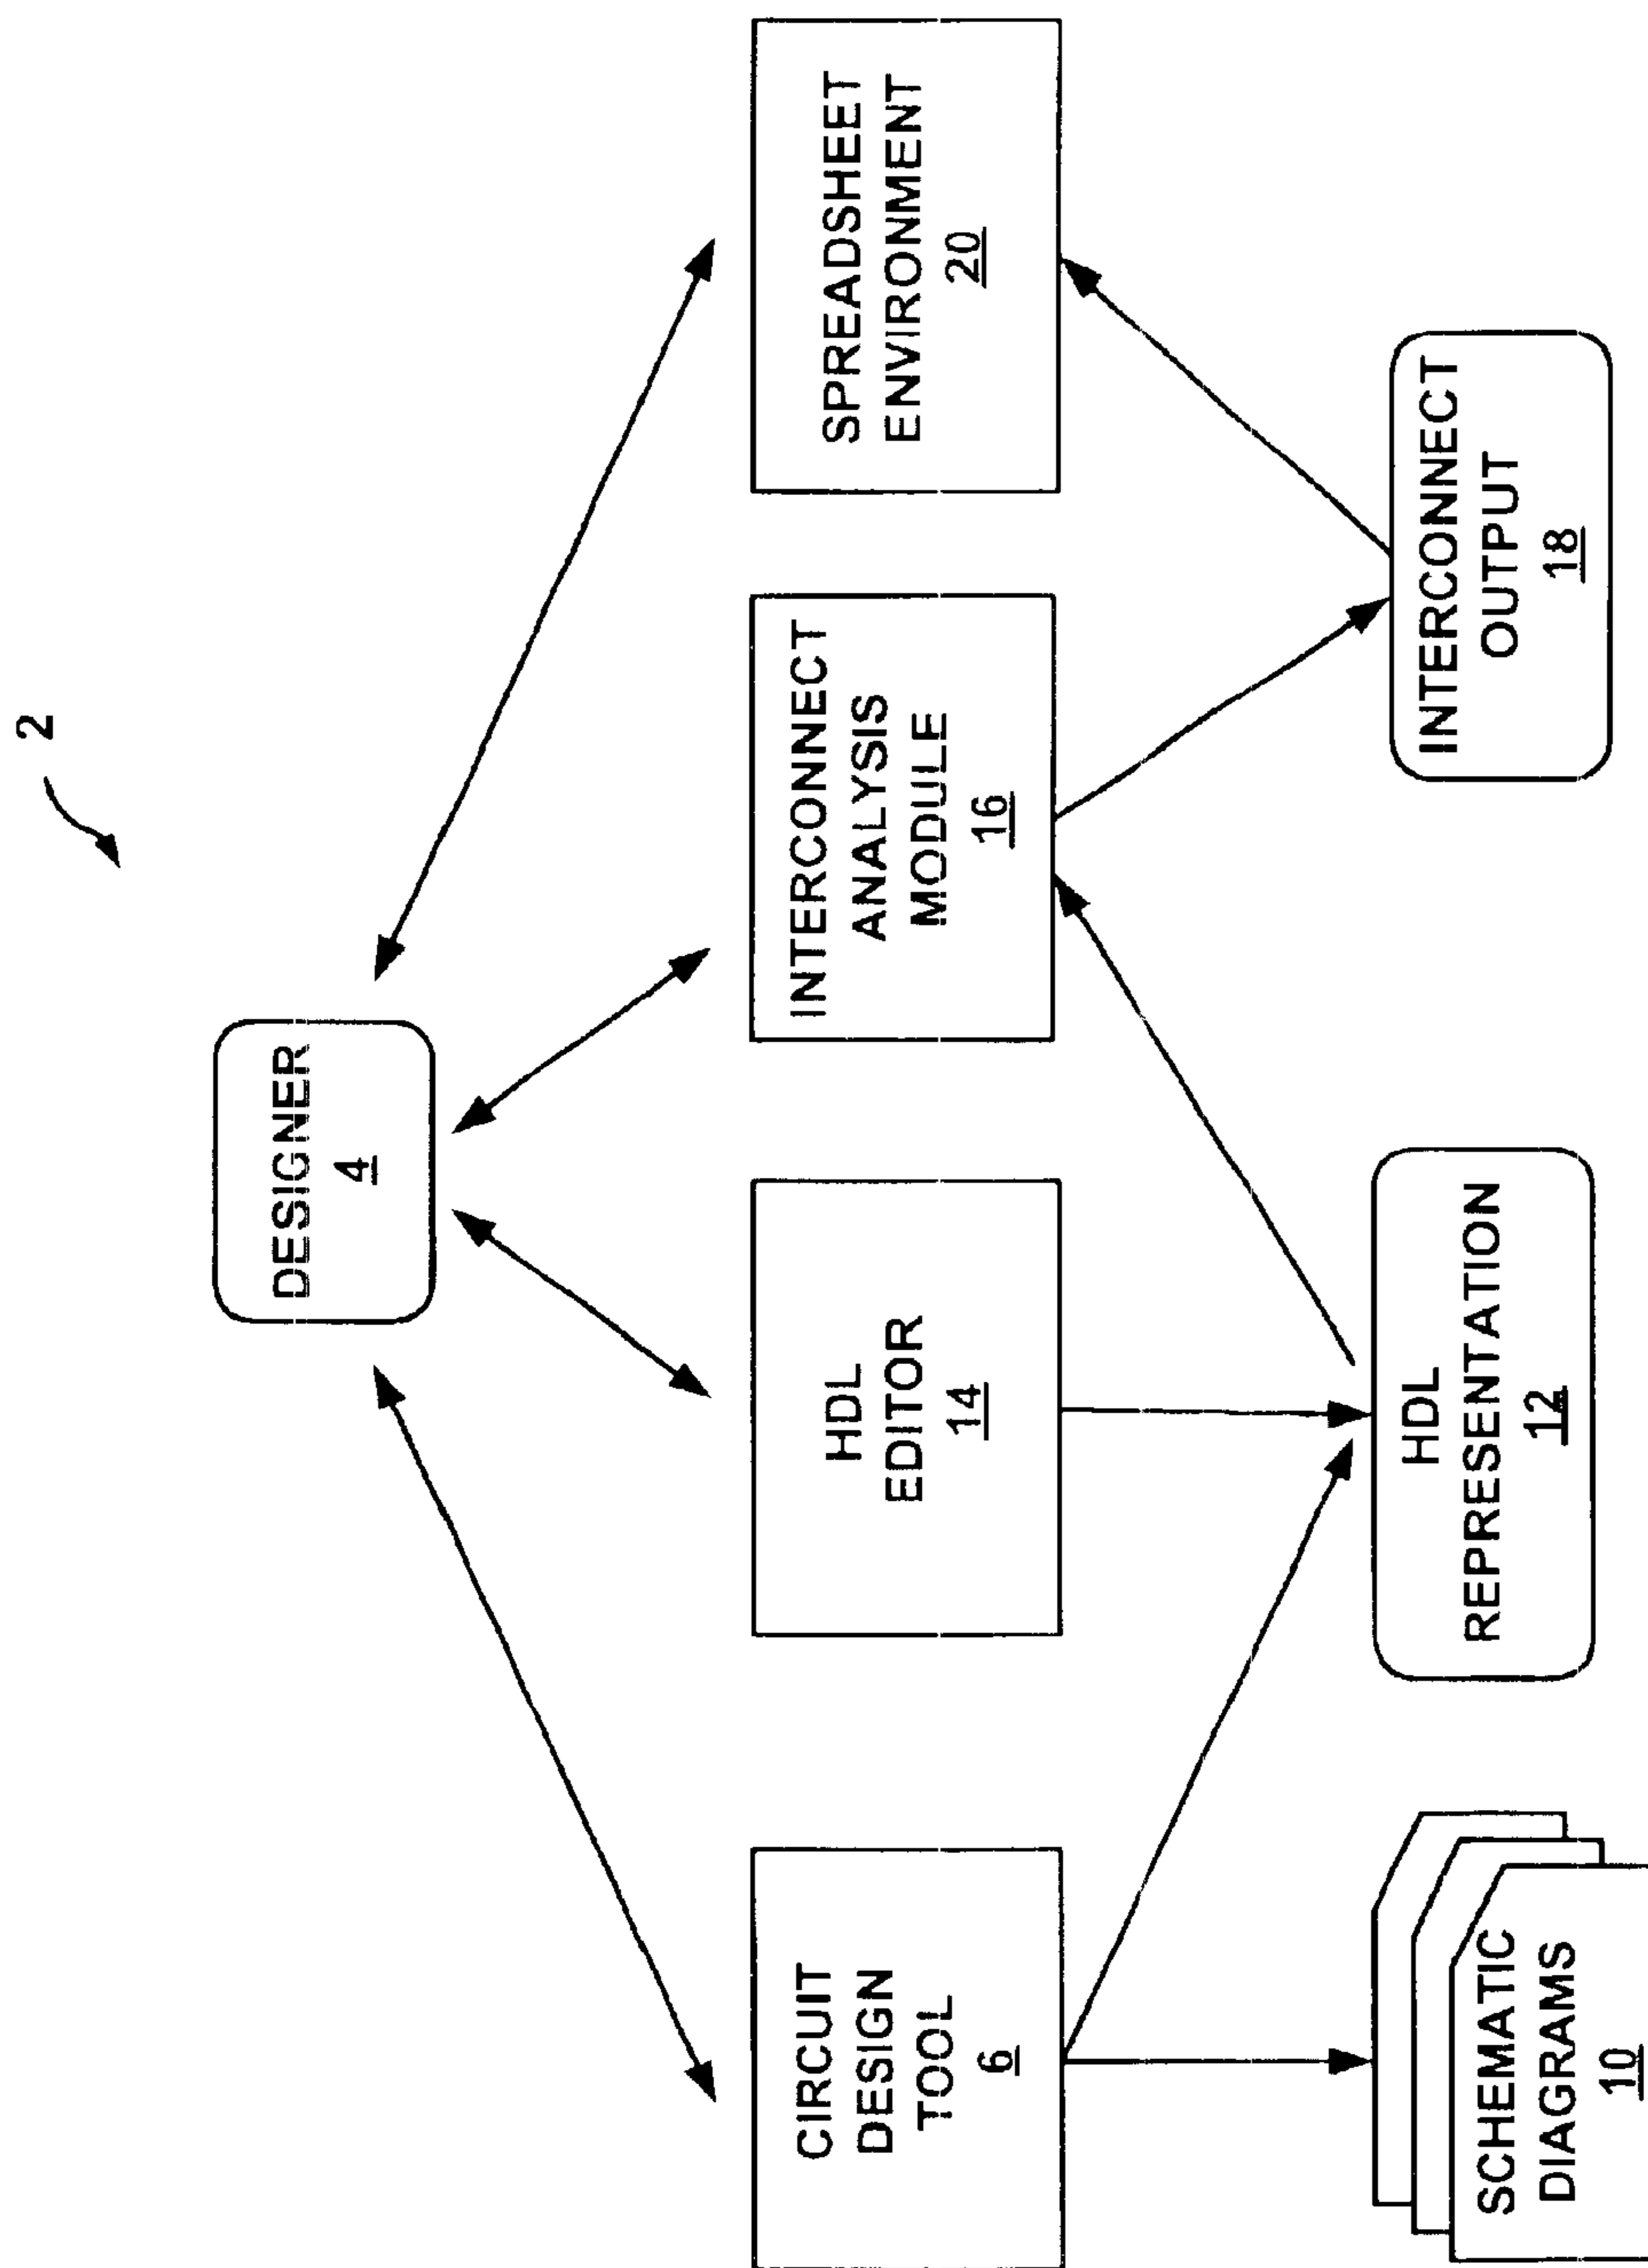 2
DESIGNER
4
CIRCUIT
DESIGN
TOOL
6
HDL
EDITOR
14
INTERCONNECT
ANALYSIS
MODULE
16
SPREADSHEET
ENVIRONMENT
20
SCHEMATIC
DIAGRAMS
10
HDL
REPRESENTATION
12
INTERCONNECT
OUTPUT
18